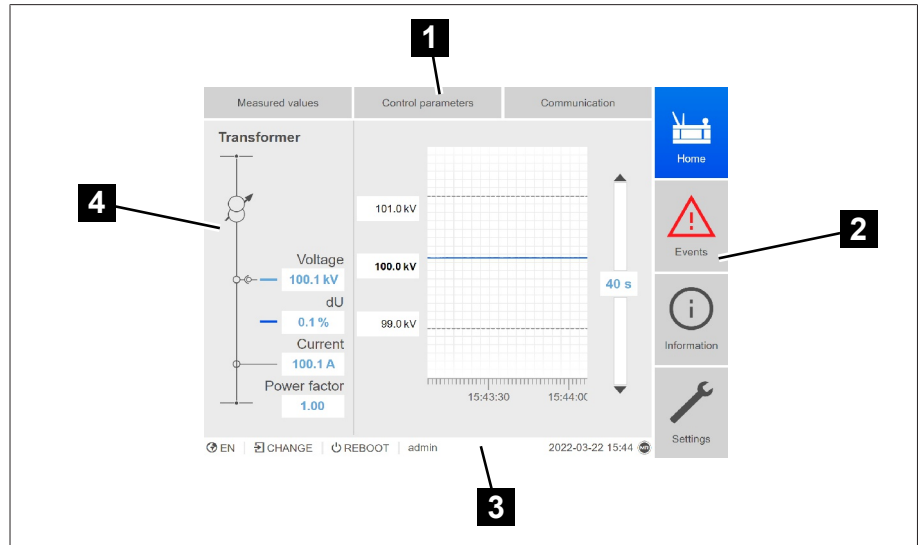 1
Measured values Control parameters Communication
Home
Transformer
4
101.0 kV
2
Events
Voltage
100.0 kV
100.1 kV
40 s
dU
0.1 %
99.0 kV
Current
Information
100.1 A
Power factor
1.00
15:43:30 15:44:00
EN CHANGE REBOOT admin 2022-03-22 15:44 MR
Settings
3